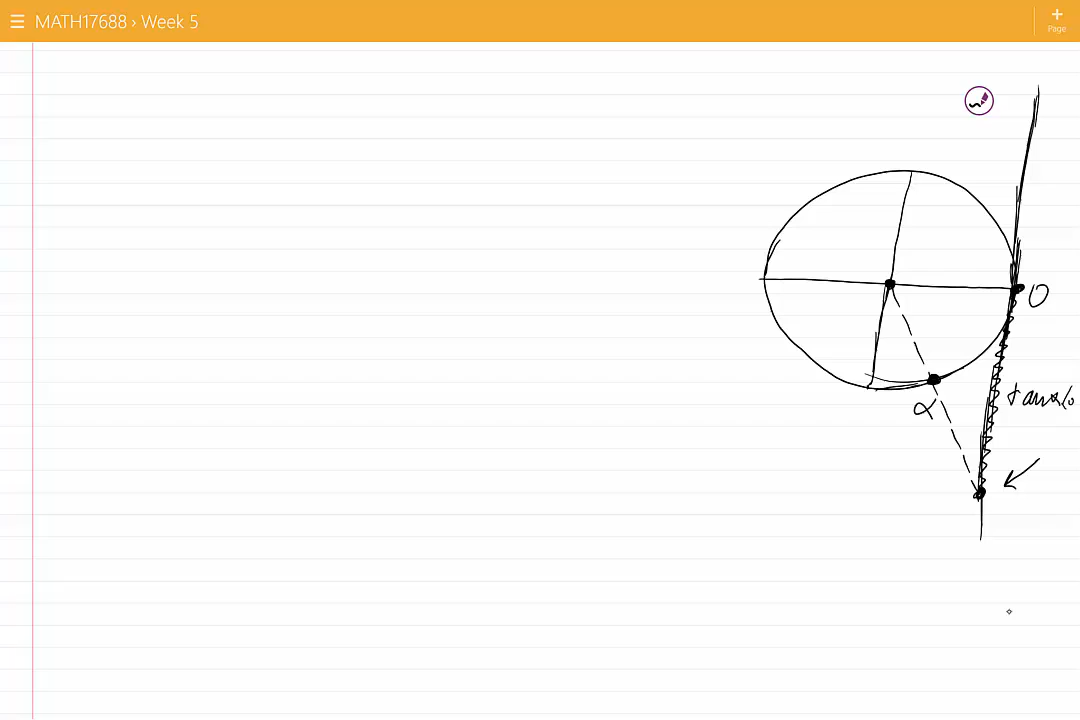 MATH17688 › Week 5
Page
O
tanα<0
α